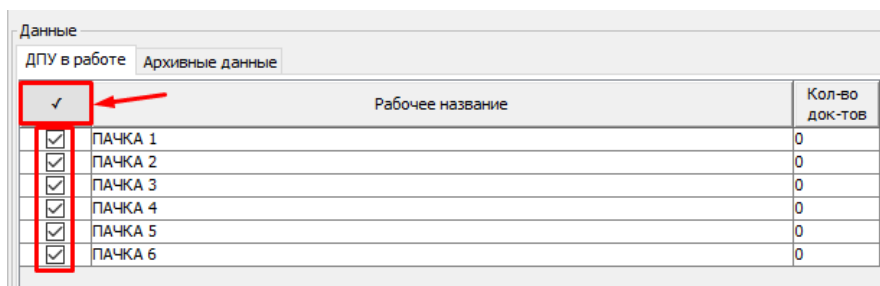 Данные
ДПУ в работе Архивные данные
✓ Рабочее название Кол-во
док-тов
ПАЧКА 1 0
ПАЧКА 2 0
ПАЧКА 3 0
ПАЧКА 4 0
ПАЧКА 5 0
ПАЧКА 6 0